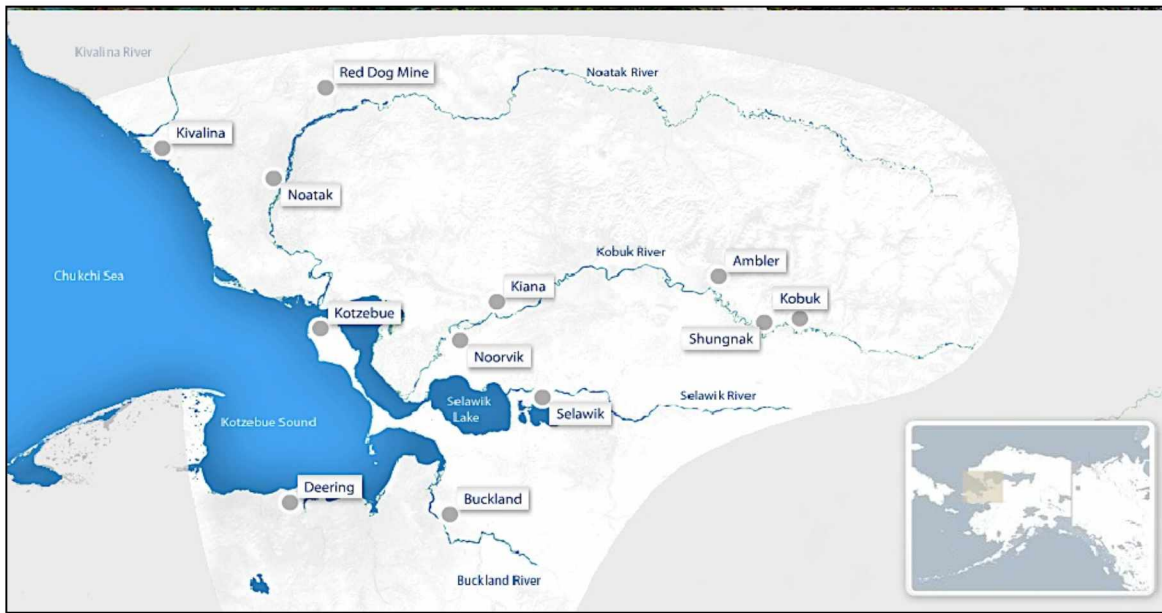 Kivalina River
Red Dog Mine
Noatak River
Kivalina
Noatak
Kobuk River
Ambler
Chukchi Sea
Kiana
Kobuk
Kotzebue
Shungnak
Noorvik
Selawik
Lake
Selawik River
Selawik
Kotzebue Sound
Deering
Buckland
Buckland River